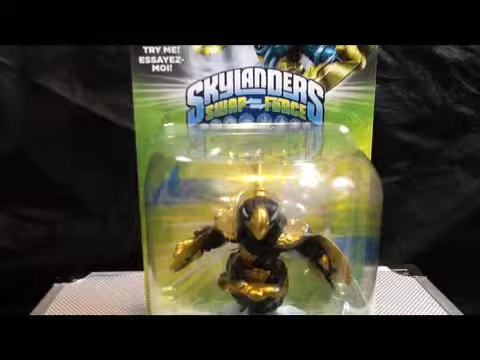 TRY ME!
ESSAYEZ-
MOI!
SKYLANDERS
SWAP FORCE